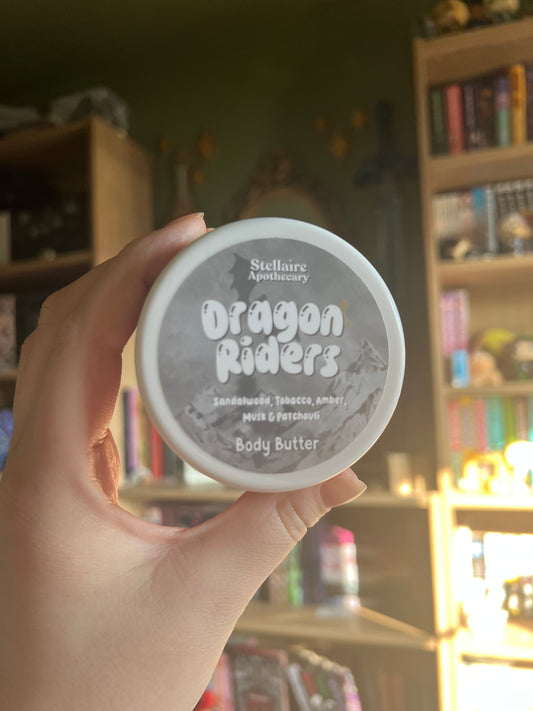 Stellaire
Apothecary
Dragon
Riders
Sandalwood, Tobacco, Amber,
Musk & Patchouli
Body Butter